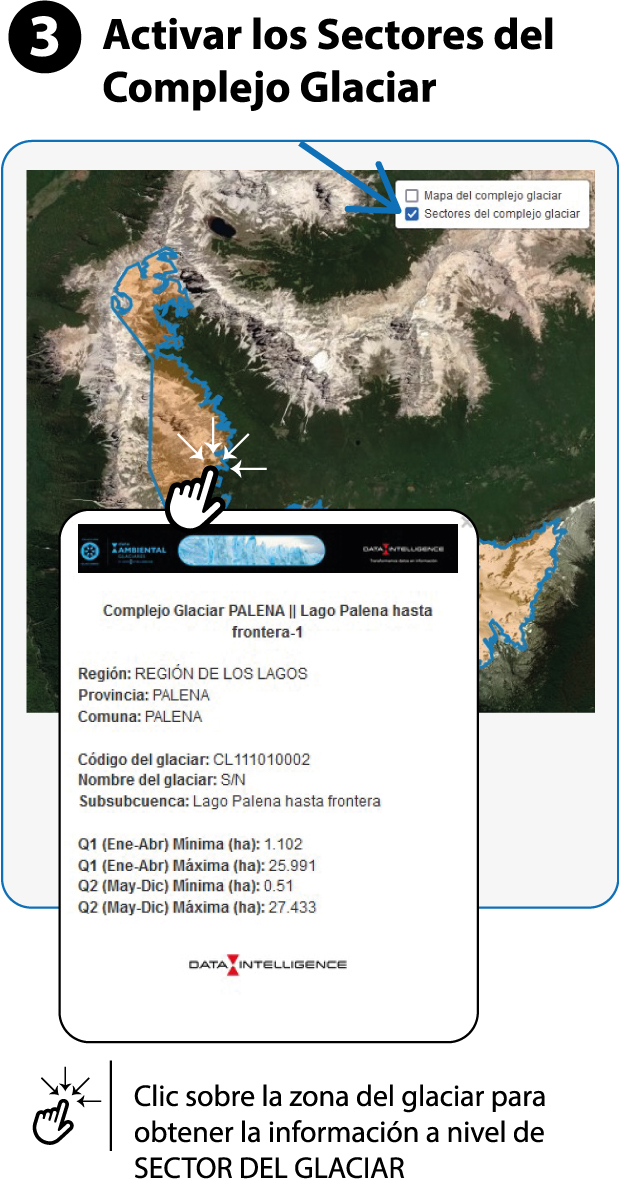 3 Activar los Sectores del
Complejo Glaciar
Mapa del complejo glaciar
Sectores del complejo glaciar
AMBIENTAL
GLACIARES
DATA INTELLIGENCE
Transformamos datos en información
Complejo Glaciar PALENA || Lago Palena hasta
frontera-1
Región: REGIÓN DE LOS LAGOS
Provincia: PALENA
Comuna: PALENA
Código del glaciar: CL111010002
Nombre del glaciar: S/N
Subsubcuenca: Lago Palena hasta frontera
Q1 (Ene-Abr) Mínima (ha): 1.102
Q1 (Ene-Abr) Máxima (ha): 25.991
Q2 (May-Dic) Mínima (ha): 0.51
Q2 (May-Dic) Máxima (ha): 27.433
DATA INTELLIGENCE
Clic sobre la zona del glaciar para
obtener la información a nivel de
SECTOR DEL GLACIAR